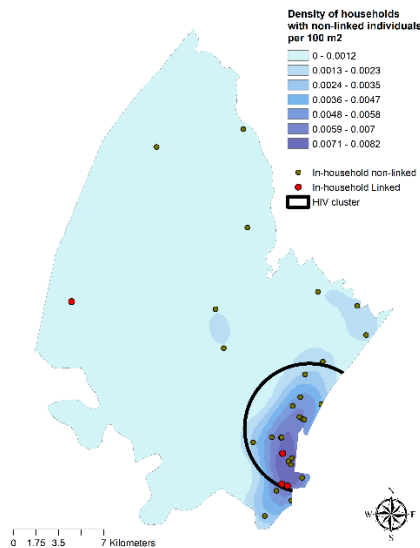 Density of households
with non-linked individuals
per 100 m2
0 - 0.0012
0.0013 - 0.0023
0.0024 - 0.0035
0.0036 - 0.0047
0.0048 - 0.0058
0.0059 - 0.007
0.0071 - 0.0082
In-household non-linked
In-household Linked
HIV cluster
0 1.75 3.5 7 Kilometers
N
W E
S